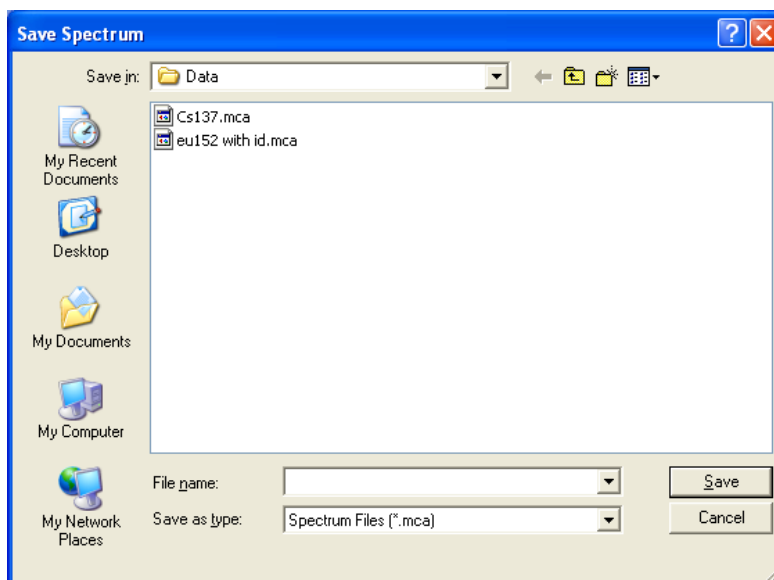 Save Spectrum
Save in:
Data
Cs137.mca
eu152 with id.mca
My Recent
Documents
Desktop
My Documents
My Computer
My Network
Places
File name:
Save
Save as type:
Spectrum Files (*.mca)
Cancel